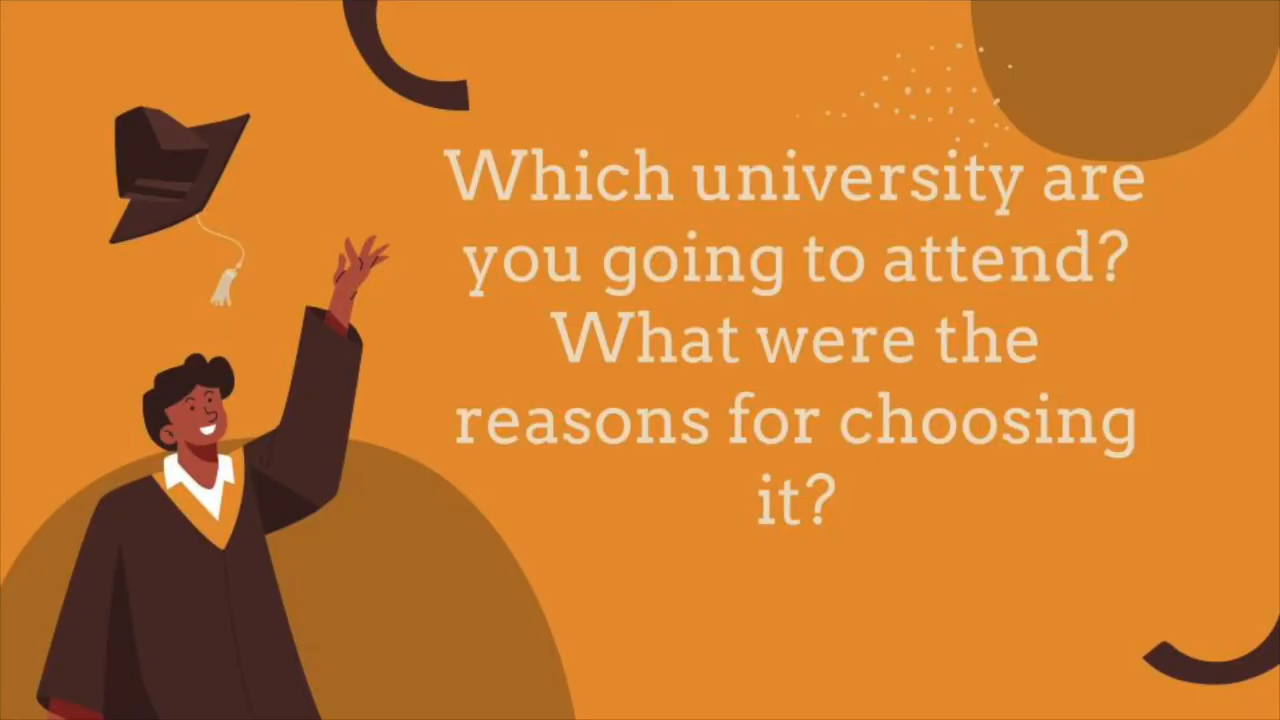 Which university are
you going to attend?
What were the
reasons for choosing
it?